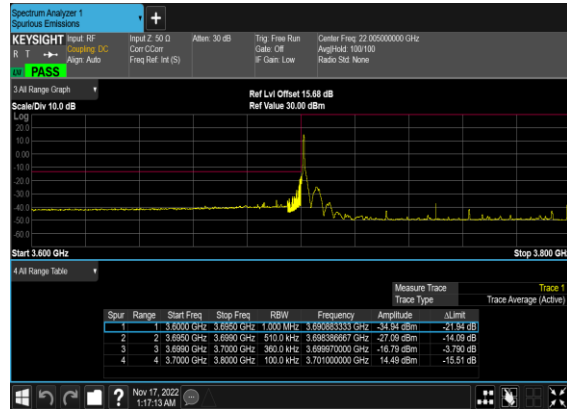 Spectrum Analyzer 1
Spurious Emissions
+
KEYSIGHT Input: RF Input Z: 50 Ω Atten: 30 dB Trig: Free Run Center Freq: 22.005000000 GHz
R T Coupling: DC Corr CCorr Gate: Off Avg|Hold: 100/100
Align: Auto Freq Ref: Int (S) IF Gain: Low Radio Std: None
LXI PASS
3 All Range Graph
Ref Lvl Offset 15.68 dB
Scale/Div 10.0 dB Ref Value 30.00 dBm
Log
20.0
10.0
0.00
-10.0
-20.0
-30.0
-40.0
-50.0
-60.0
Start 3.600 GHz Stop 3.800 GHz
4 All Range Table
Measure Trace Trace 1
Trace Type Trace Average (Active)
Spur Range Start Freq Stop Freq RBW Frequency Amplitude ΔLimit
1 1 3.6000 GHz 3.6950 GHz 1.000 MHz 3.690883333 GHz -34.94 dBm -21.94 dB
2 2 3.6950 GHz 3.6990 GHz 510.0 kHz 3.698386667 GHz -27.09 dBm -14.09 dB
3 3 3.6990 GHz 3.7000 GHz 360.0 kHz 3.699970000 GHz -16.79 dBm -3.790 dB
4 4 3.7000 GHz 3.8000 GHz 100.0 kHz 3.701000000 GHz 14.49 dBm -15.51 dB
? Nov 17, 2022
1:17:13 AM